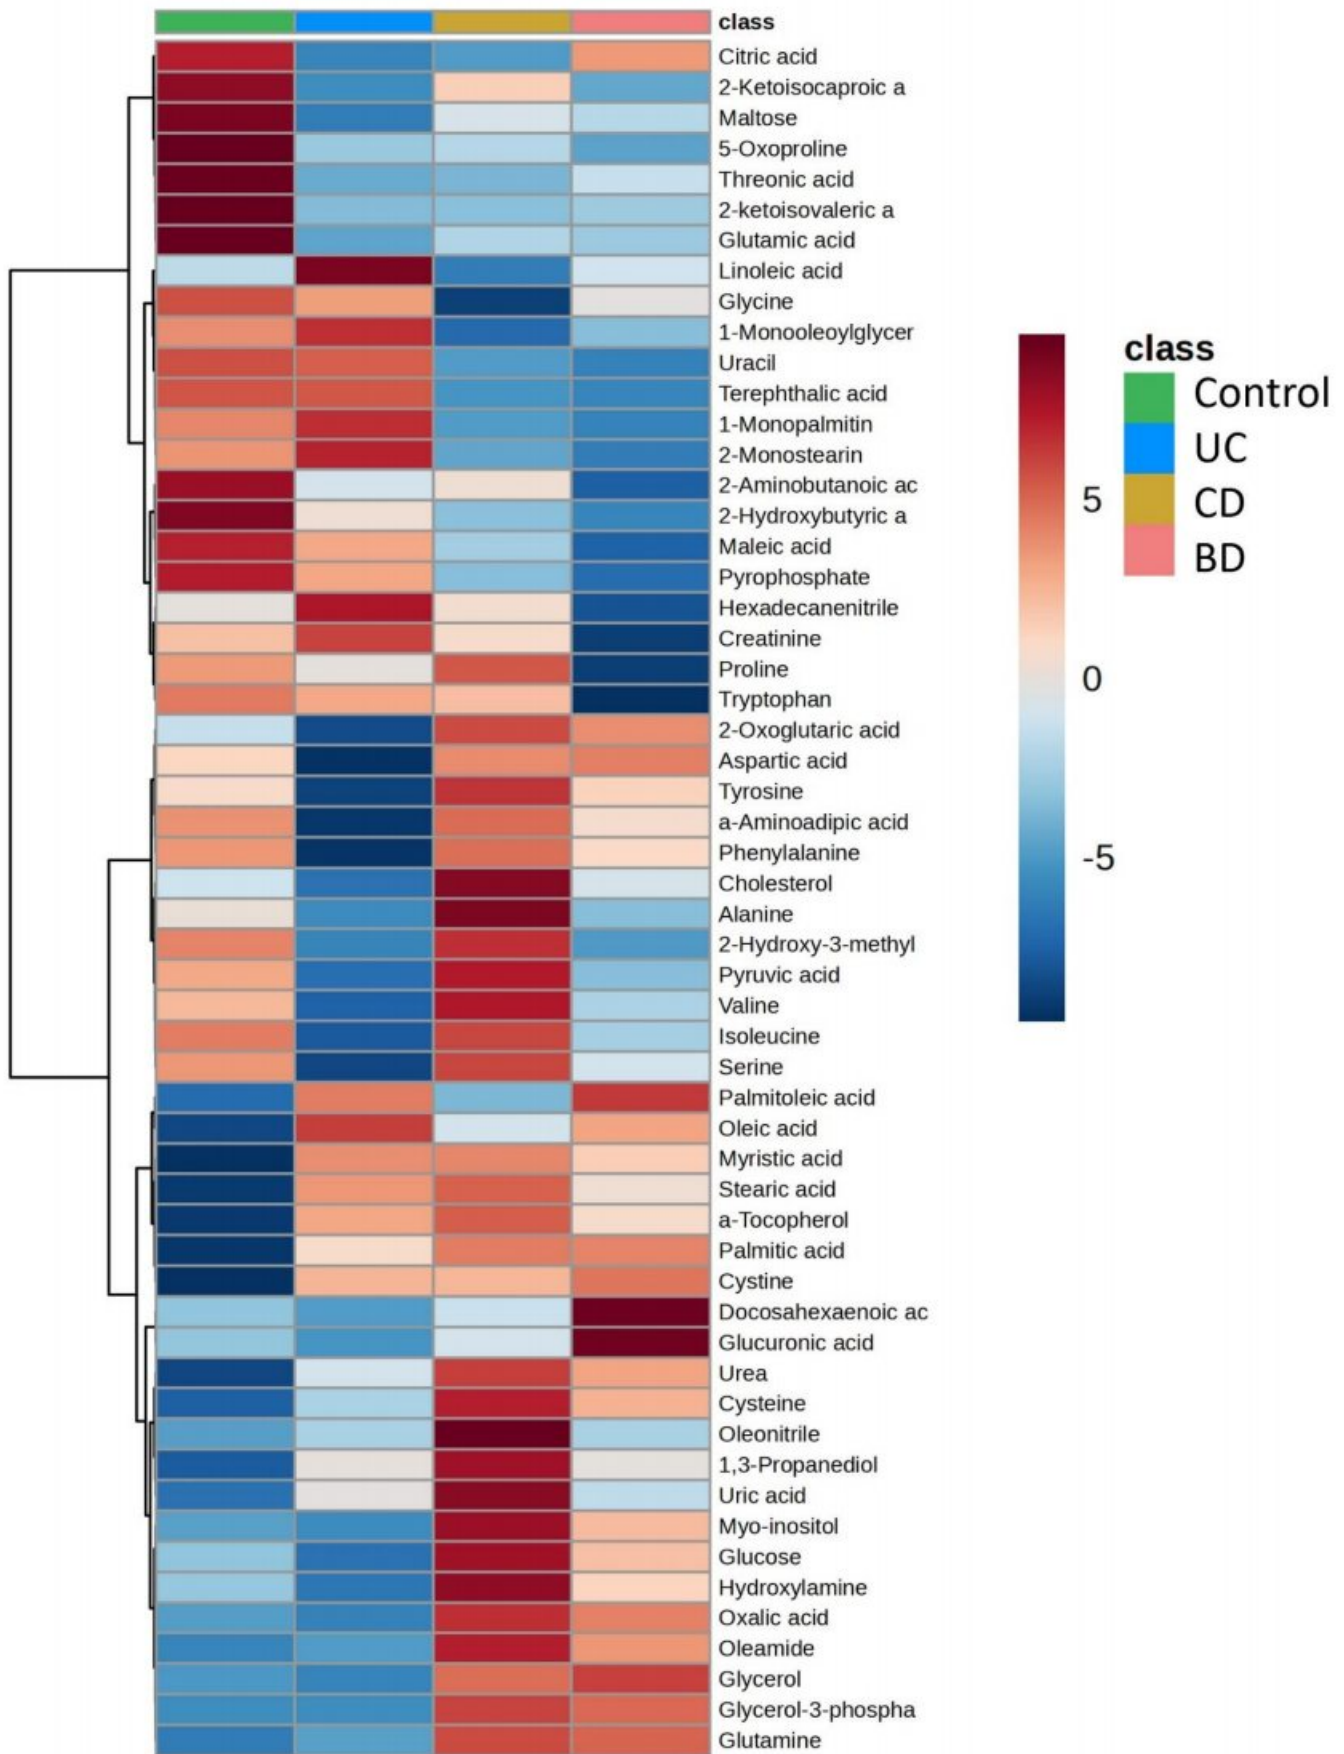 class
Citric acid
2-Ketoisocaproic a
Maltose
5-Oxoproline
Threonic acid
2-ketoisovaleric a
Glutamic acid
Linoleic acid
Glycine
1-Monooleoylglycer
Uracil
Terephthalic acid
1-Monopalmitin
2-Monostearin
2-Aminobutanoic ac
2-Hydroxybutyric a
Maleic acid
Pyrophosphate
Hexadecanenitrile
Creatinine
Proline
Tryptophan
2-Oxoglutaric acid
Aspartic acid
Tyrosine
a-Aminoadipic acid
Phenylalanine
Cholesterol
Alanine
2-Hydroxy-3-methyl
Pyruvic acid
Valine
Isoleucine
Serine
Palmitoleic acid
Oleic acid
Myristic acid
Stearic acid
a-Tocopherol
Palmitic acid
Cystine
Docosahexaenoic ac
Glucuronic acid
Urea
Cysteine
Oleonitrile
1,3-Propanediol
Uric acid
Myo-inositol
Glucose
Hydroxylamine
Oxalic acid
Oleamide
Glycerol
Glycerol-3-phospha
Glutamine
5
0
-5
class
Control
UC
CD
BD